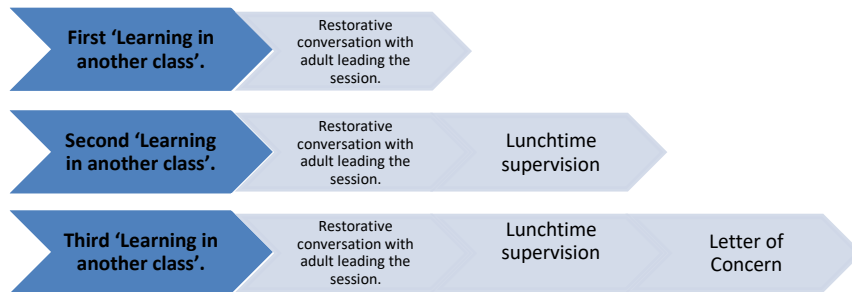 First ‘Learning in
another class’.
Restorative
conversation with
adult leading the
session.
Second ‘Learning
in another class’.
Restorative
conversation with
adult leading the
session.
Lunchtime
supervision
Third ‘Learning in
another class’.
Restorative
conversation with
adult leading the
session.
Lunchtime
supervision
Letter of
Concern